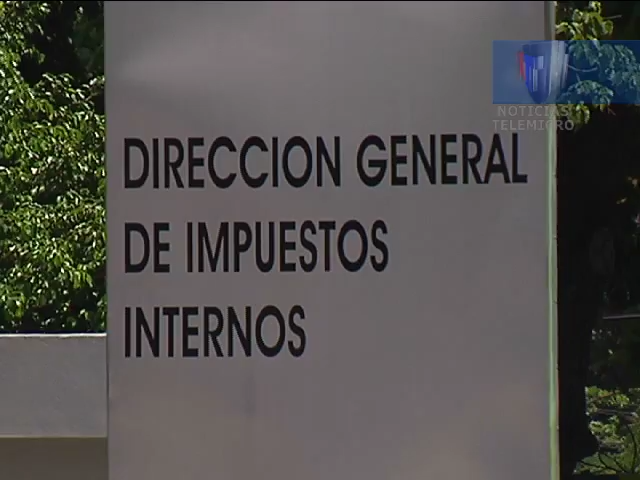 NOTICIAS
TELEMICRO
DIRECCION GENERAL
DE IMPUESTOS
INTERNOS